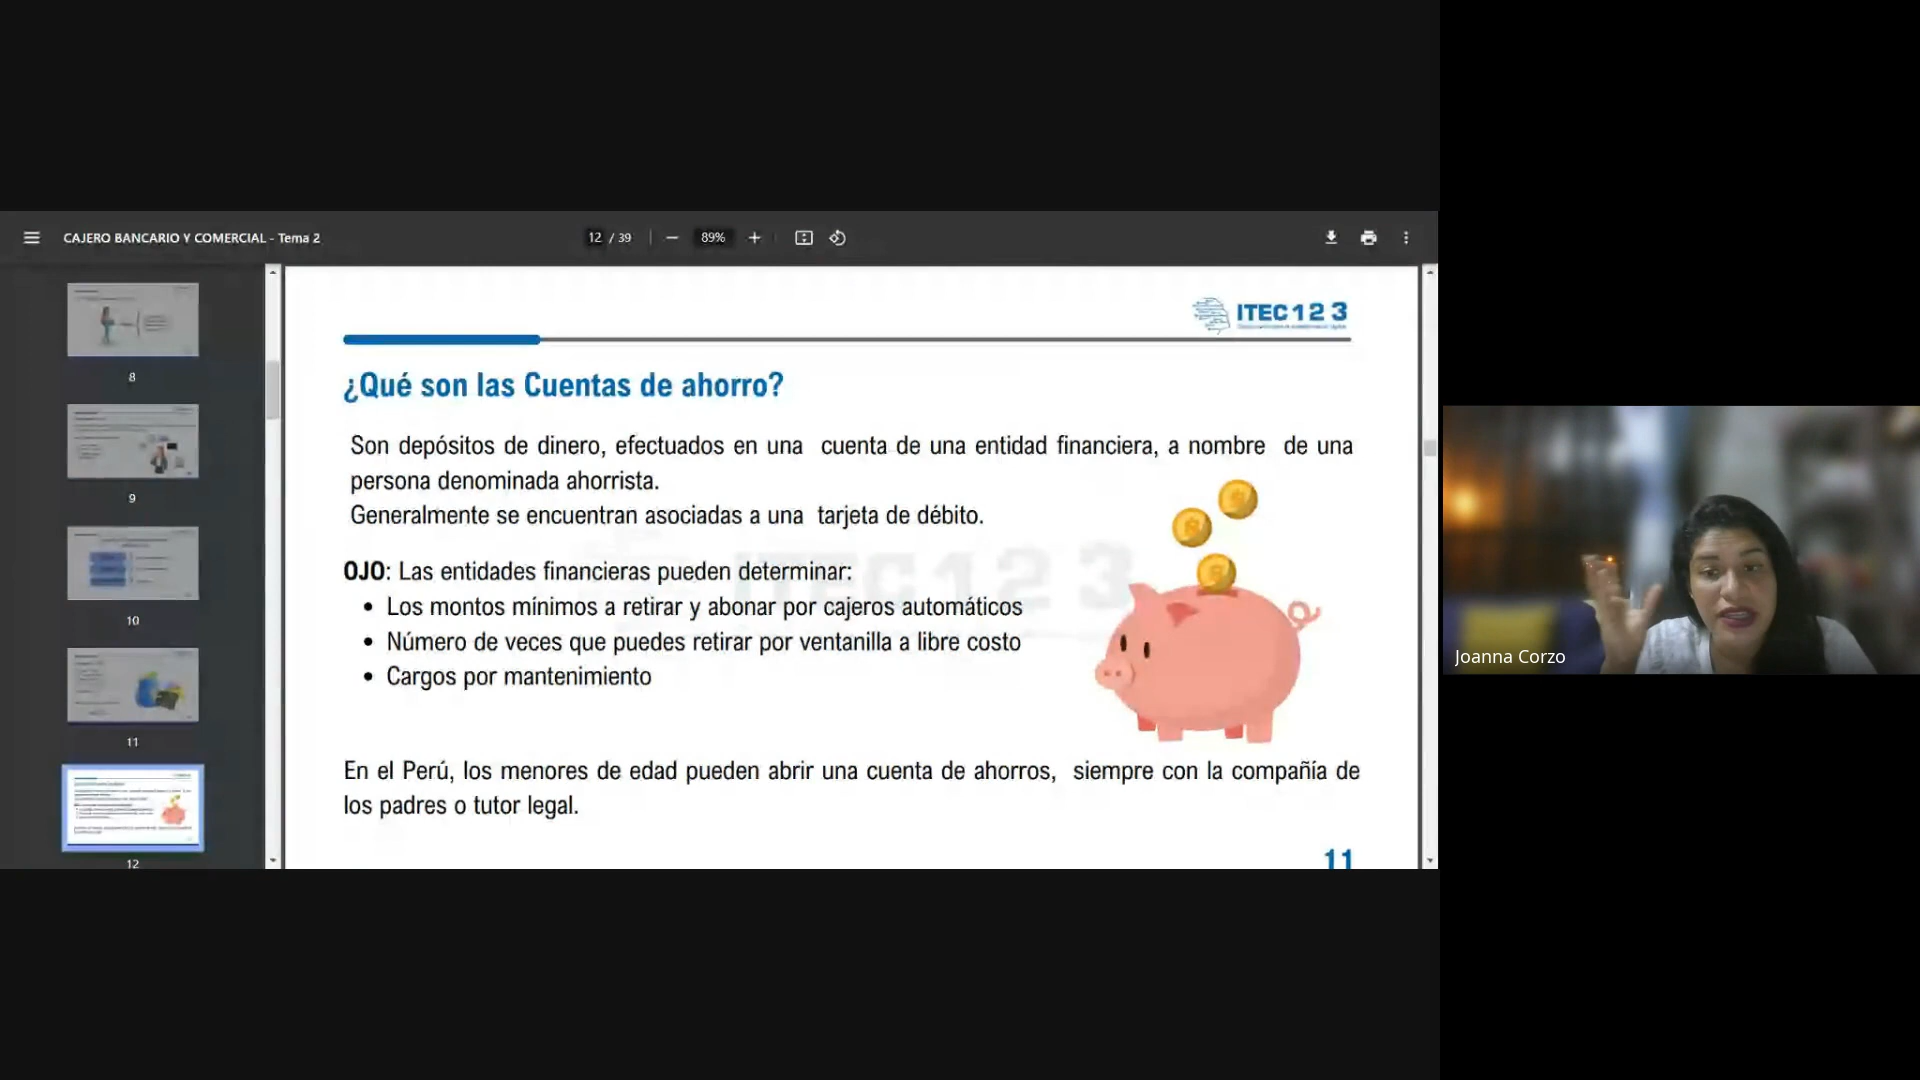 CAJERO BANCARIO Y COMERCIAL - Tema 2
12 / 39
89%
8
9
10
11
12
ITEC 1 2 3
¿Qué son las Cuentas de ahorro?
Son depósitos de dinero, efectuados en una cuenta de una entidad financiera, a nombre de una
persona denominada ahorrista.
Generalmente se encuentran asociadas a una tarjeta de débito.
ITEC 1 2 3
OJO: Las entidades financieras pueden determinar:
• Los montos mínimos a retirar y abonar por cajeros automáticos
• Número de veces que puedes retirar por ventanilla a libre costo
• Cargos por mantenimiento
En el Perú, los menores de edad pueden abrir una cuenta de ahorros, siempre con la compañía de
los padres o tutor legal.
11
Joanna Corzo